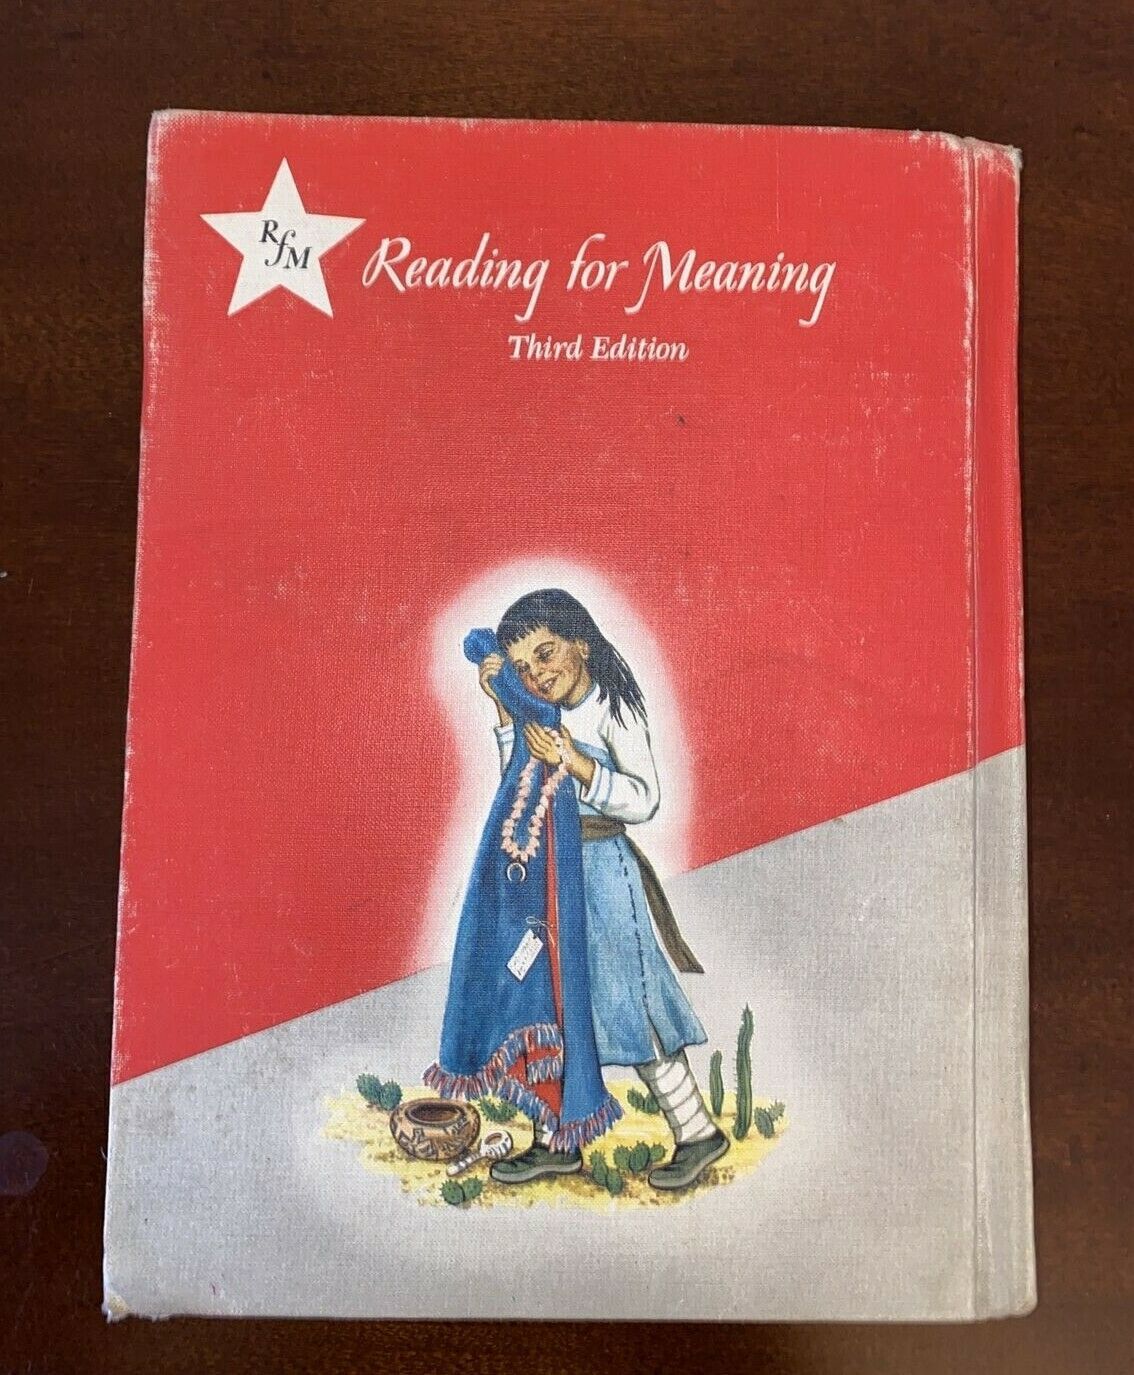 RfM
Reading for Meaning
Third Edition